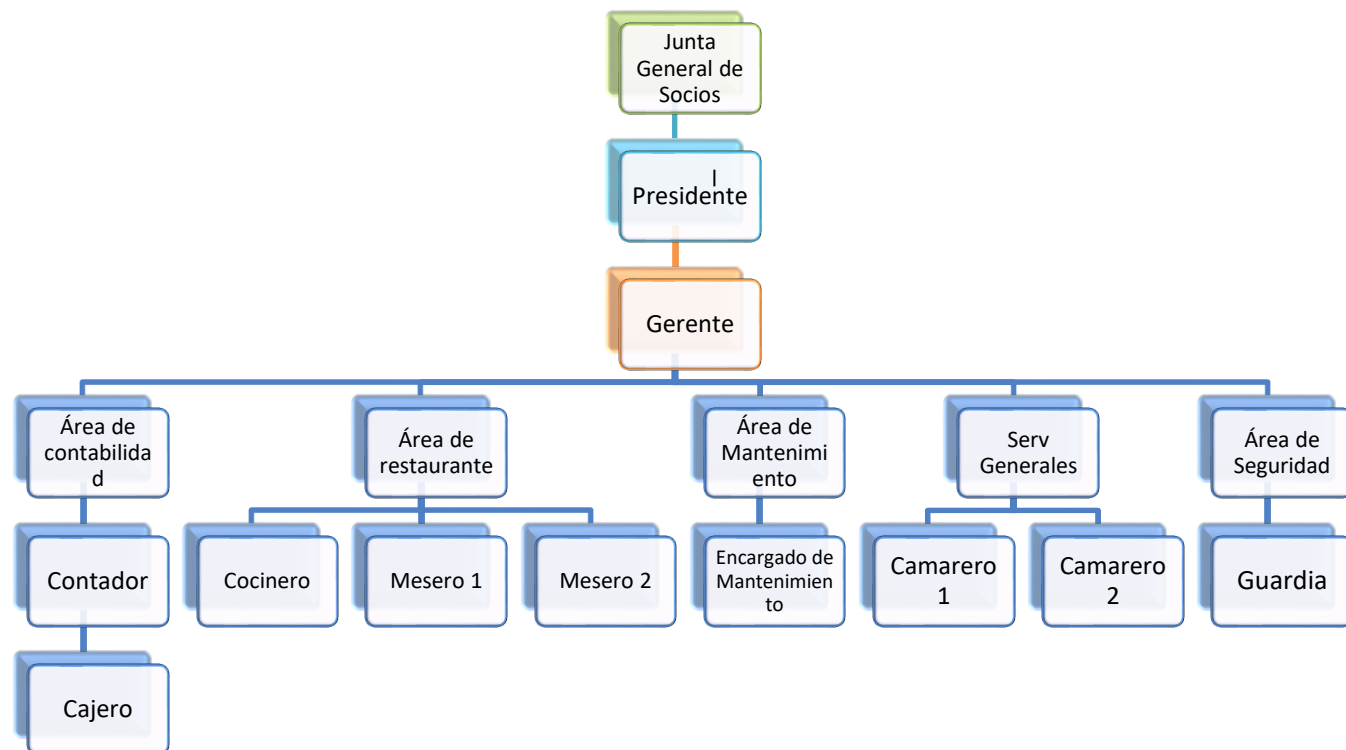 Junta
General de
Socios
l
Presidente
Gerente
Área de
contabilida
d
Área de
restaurante
Área de
Mantenimi
ento
Serv
Generales
Área de
Seguridad
Contador
Cocinero
Mesero 1
Mesero 2
Encargado de
Mantenimien
to
Camarero
1
Camarero
2
Guardia
Cajero